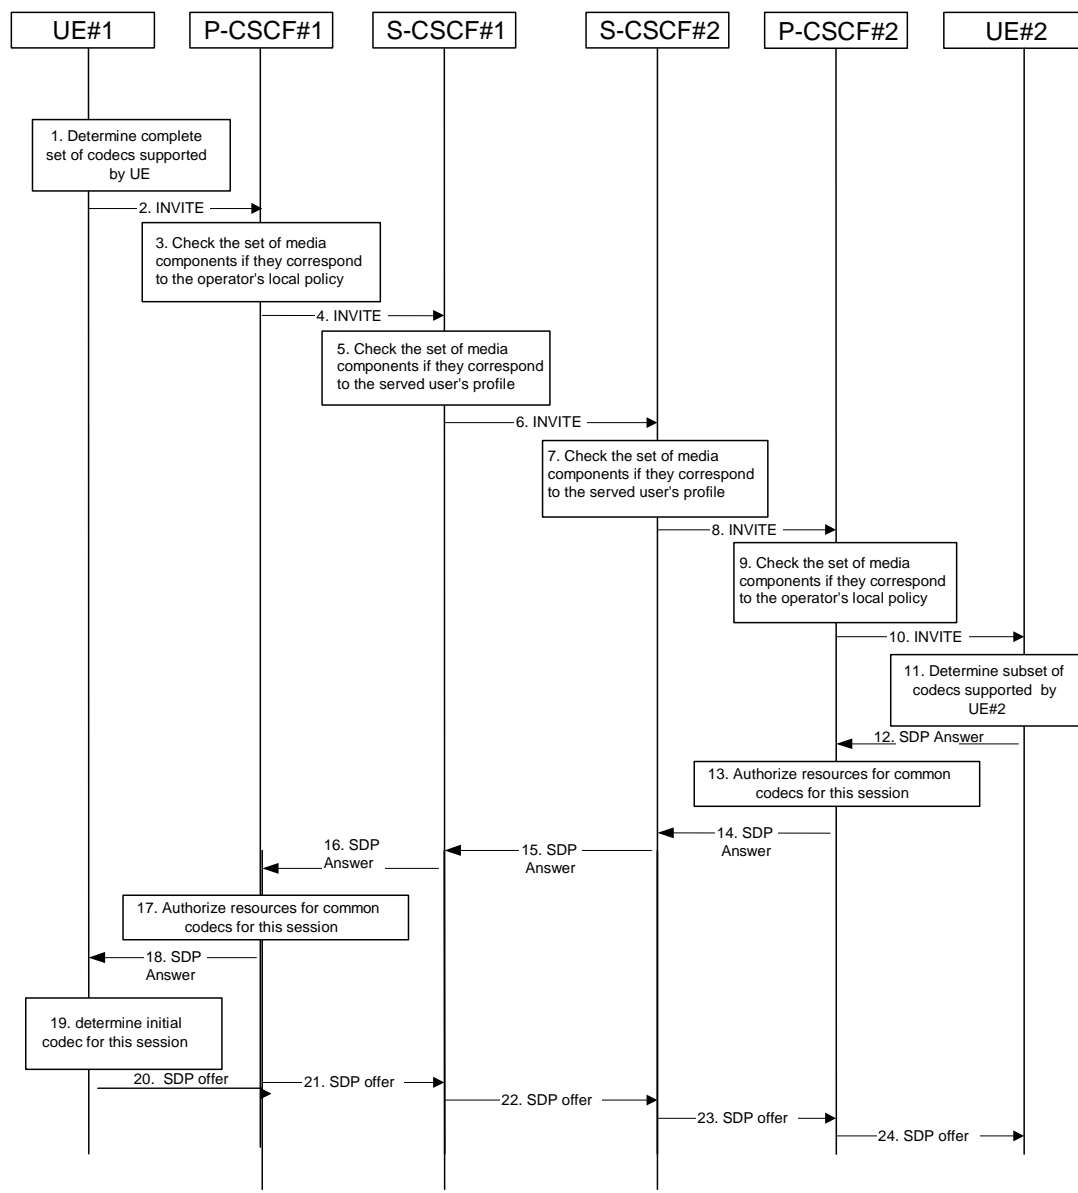 UE#1
P-CSCF#1
S-CSCF#1
S-CSCF#2
P-CSCF#2
UE#2
1. Determine complete
set of codecs supported
by UE
2. INVITE
3. Check the set of media
components if they correspond
to the operator's local policy
4. INVITE
5. Check the set of media
components if they correspond
to the served user's profile
6. INVITE
7. Check the set of media
components if they correspond
to the served user's profile
8. INVITE
9. Check the set of media
components if they correspond
to the operator's local policy
10. INVITE
11. Determine subset of
codecs supported by
UE#2
12. SDP Answer
13. Authorize resources for common
codecs for this session
14. SDP
Answer
15. SDP
Answer
16. SDP
Answer
17. Authorize resources for common
codecs for this session
18. SDP
Answer
19. determine initial
codec for this session
20. SDP offer
21. SDP offer
22. SDP offer
23. SDP offer
24. SDP offer